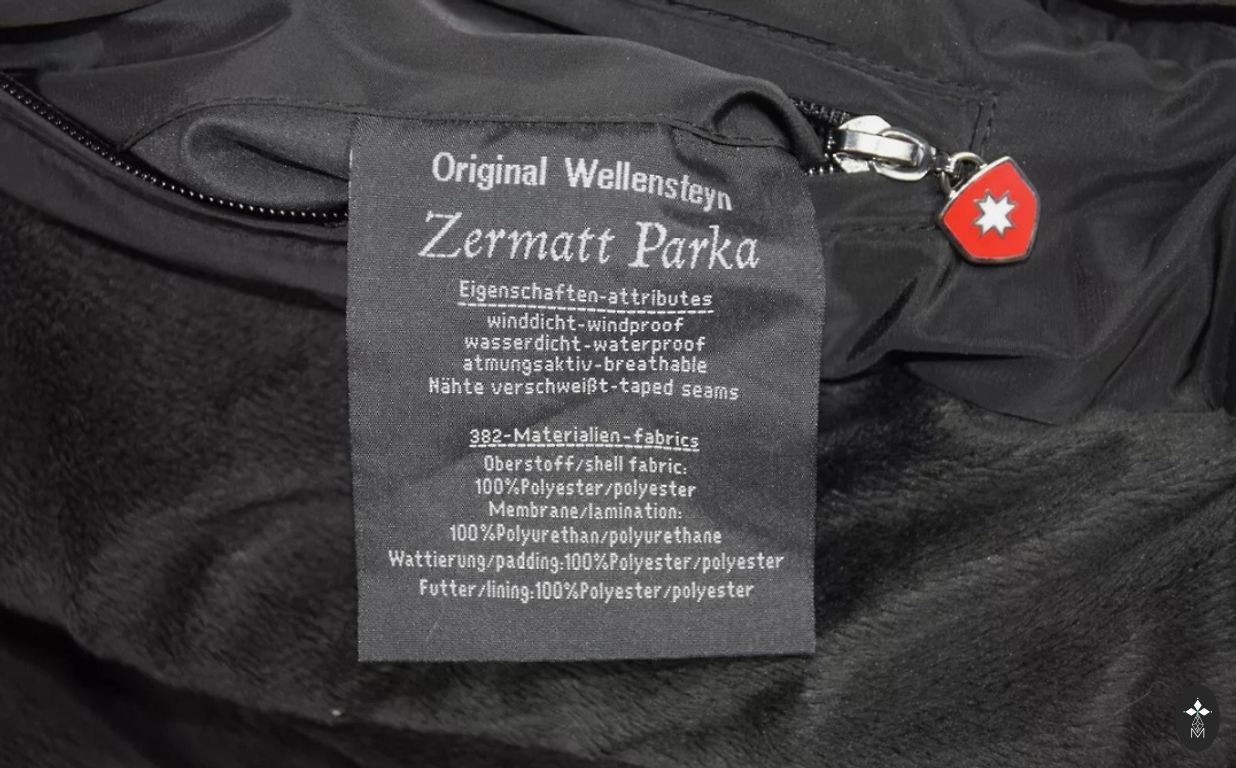 Original Wellensteyn
Zermatt Parka
Eigenschaften-attributes
winddicht-windproof
wasserdicht-waterproof
atmungsaktiv-breathable
Nähte verschweißt-taped seams
382-Materialien-fabrics
Oberstoff/shell fabric:
100%Polyester/polyester
Membrane/lamination:
100%Polyurethan/polyurethane
Wattierung/padding:100%Polyester/polyester
Futter/lining:100%Polyester/polyester
M